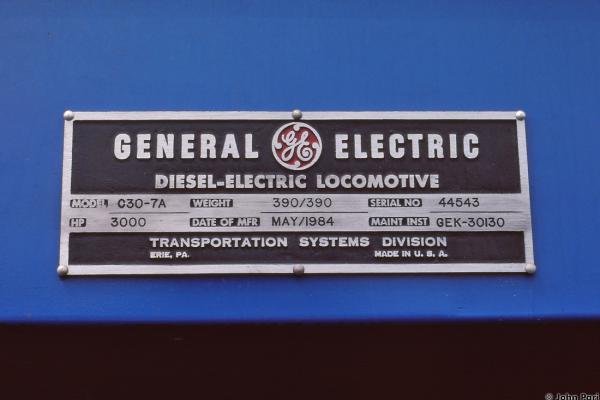 GENERAL GE ELECTRIC
DIESEL-ELECTRIC LOCOMOTIVE
MODEL C30-7A WEIGHT 390/390 SERIAL NO 44543
HP 3000 DATE OF MFR MAY/1984 MAINT INST GEK-30130
TRANSPORTATION SYSTEMS DIVISION
ERIE, PA. MADE IN U. S. A.
© John Parl